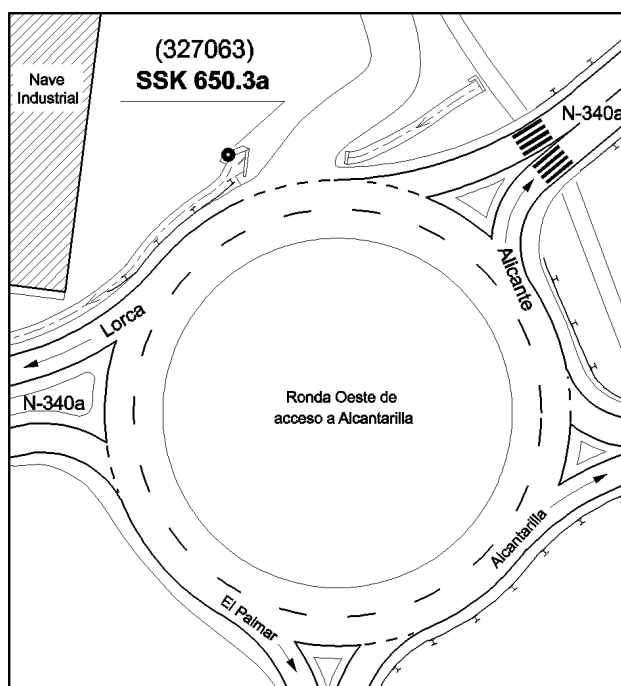 (327063)
SSK 650.3a
Nave
Industrial
N-340a
Alicante
Lorca
N-340a
Ronda Oeste de
acceso a Alcantarilla
Alcantarilla
El Palmar